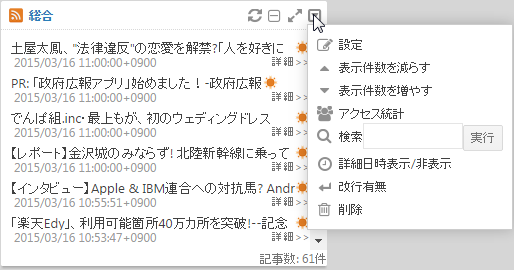 総合
土屋太鳳、"法律違反"の恋愛を解禁?「人を好きに
2015/03/16 11:00:00+0900 詳細>>
PR:「政府広報アプリ」始めました！-政府広報
2015/03/16 11:00:00+0900 詳細>>
でんぱ組.inc・最上もが、初のウェディングドレス
2015/03/16 11:00:00+0900 詳細>>
【レポート】金沢城のみならず! 北陸新幹線に乗って
2015/03/16 11:00:00+0900 詳細>>
【インタビュー】Apple & IBM連合への対抗馬? Andr
2015/03/16 10:55:51+0900 詳細>>
「楽天Edy」、利用可能箇所40万カ所を突破!--記念
2015/03/16 10:53:47+0900 詳細>>
記事数: 61件
設定
表示件数を減らす
表示件数を増やす
アクセス統計
検索 実行
詳細日時表示/非表示
改行有無
削除